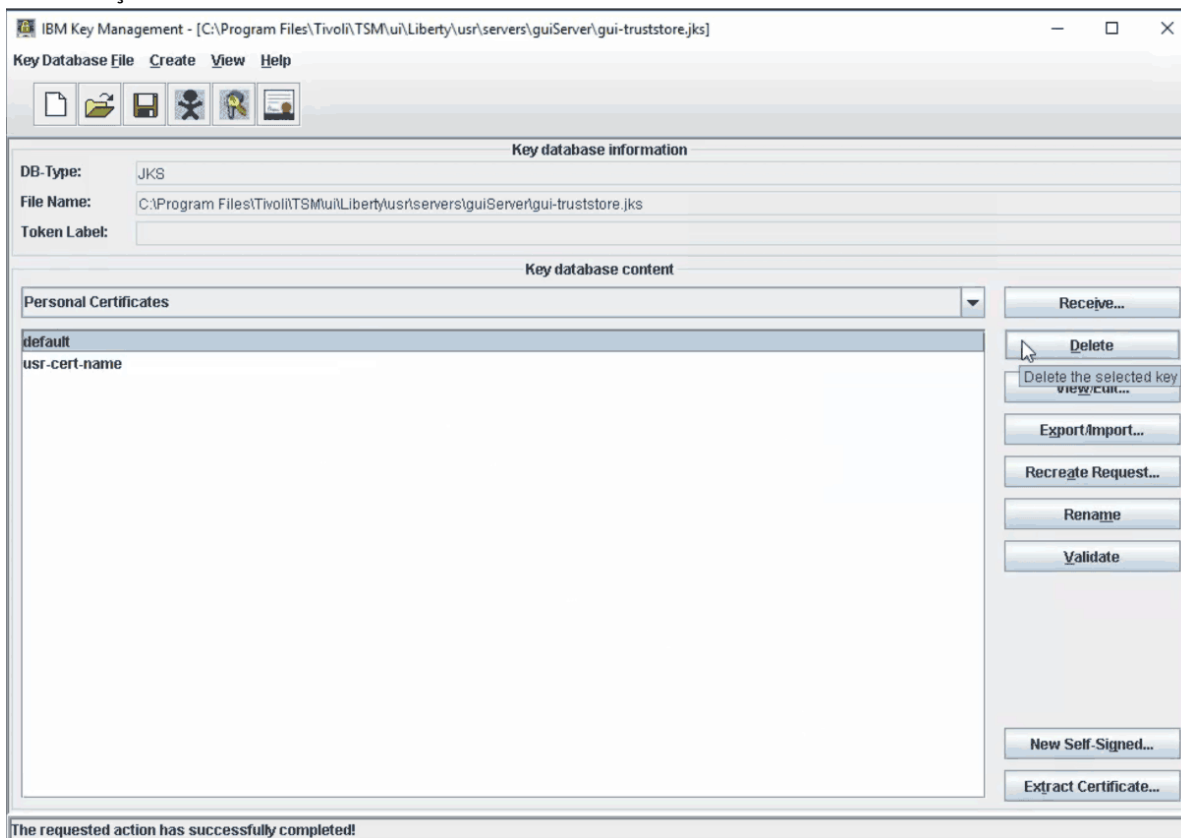 IBM Key Management - [C:\Program Files\Tivoli\TSM\ui\Liberty\usr\servers\guiServer\gui-truststore.jks]
Key Database File Create View Help
Key database information
DB-Type: JKS
File Name: C:\Program Files\Tivoli\TSM\ui\Liberty\usr\servers\guiServer\gui-truststore.jks
Token Label:
Key database content
Personal Certificates
Receive...
default
Delete
usr-cert-name
Delete the selected key
View/Edit...
Export/Import...
Recreate Request...
Rename
Validate
New Self-Signed...
Extract Certificate...
The requested action has successfully completed!